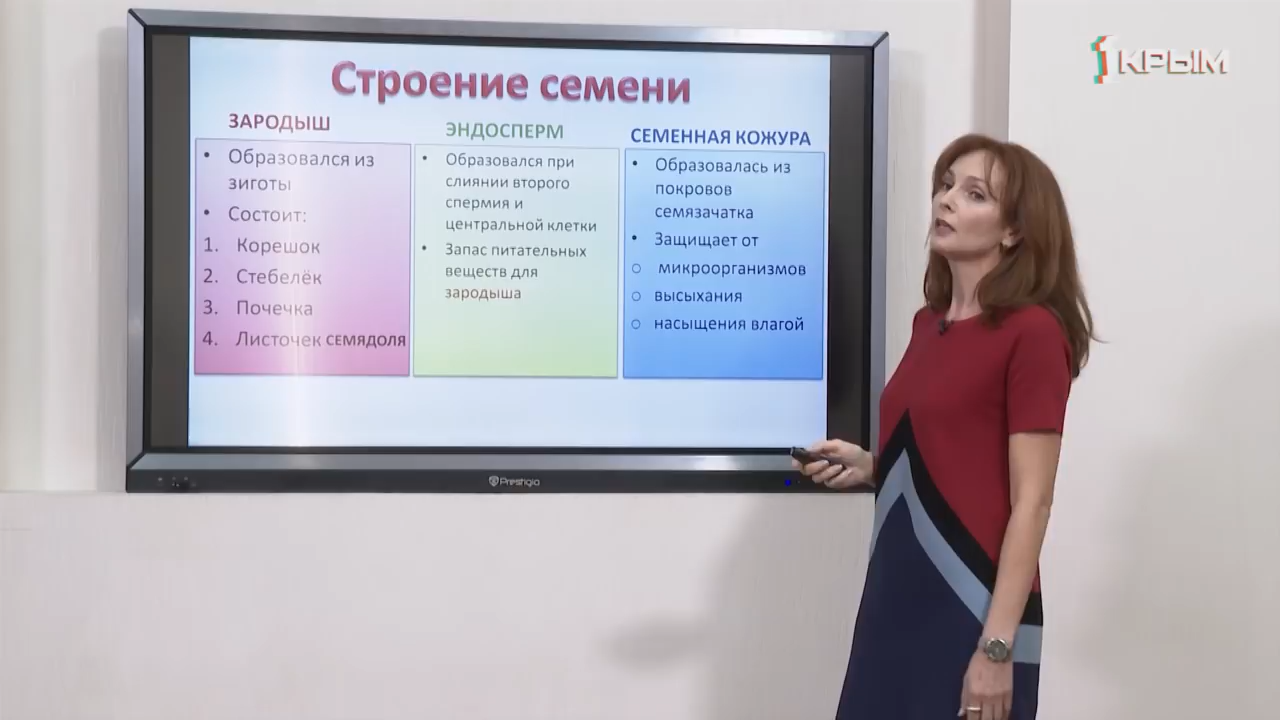 Строение семени
ЗАРОДЫШ
• Образовался из
зиготы
• Состоит:
1. Корешок
2. Стебелёк
3. Почечка
4. Листочек СЕМЯДОЛЯ
ЭНДОСПЕРМ
• Образовался при
слиянии второго
спермия и
центральной клетки
• Запас питательных
веществ для
зародыша
СЕМЕННАЯ КОЖУРА
• Образовалась из
покровов
семязачатка
• Защищает от
○ микроорганизмов
○ высыхания
○ насыщения влагой
Prestigio
1 КРЫМ